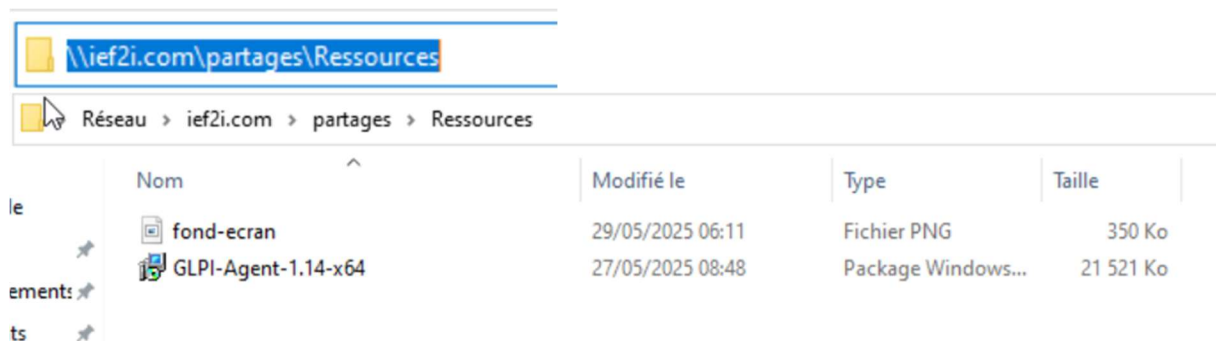 \\ief2i.com\partages\Ressources
Réseau > ief2i.com > partages > Ressources
Nom Modifié le Type Taille
le
fond-ecran 29/05/2025 06:11 Fichier PNG 350 Ko
GLPI-Agent-1.14-x64 27/05/2025 08:48 Package Windows... 21 521 Ko
ements
ts